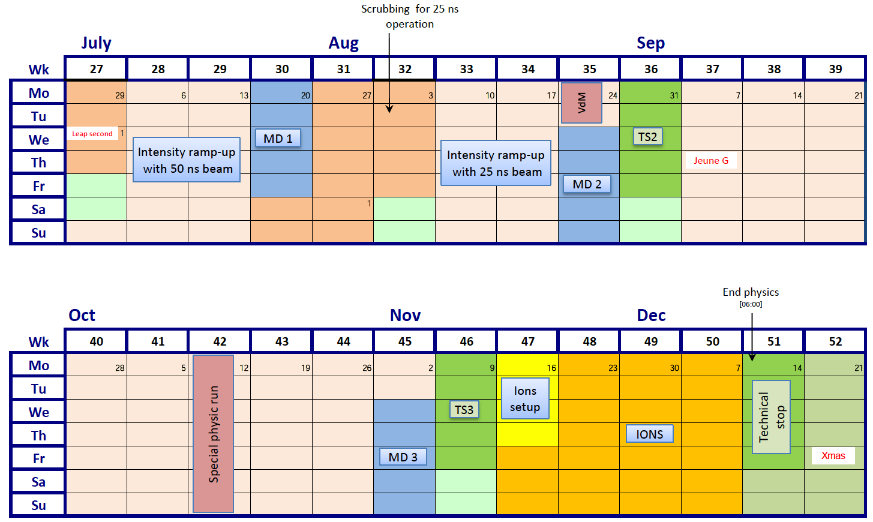 Scrubbing for 25 ns
operation
July Aug Sep
Wk 27 28 29 30 31 32 33 34 35 36 37 38 39
Mo 29 6 13 20 27 3 10 17 VdM 24 31 7 14 21
Tu
We Leap second 1 MD 1 TS2
Intensity ramp-up
with 50 ns beam
Intensity ramp-up
with 25 ns beam
Th Jeune G
Fr MD 2
Sa 1
Su
End physics
[06:00]
Oct Nov Dec
Wk 40 41 42 43 44 45 46 47 48 49 50 51 52
Mo 28 5 12 19 26 2 9 16 23 30 7 14 21
Tu
Special physic run
Ions
setup
Technical
stop
We TS3
Th IONS
Fr MD 3 Xmas
Sa
Su